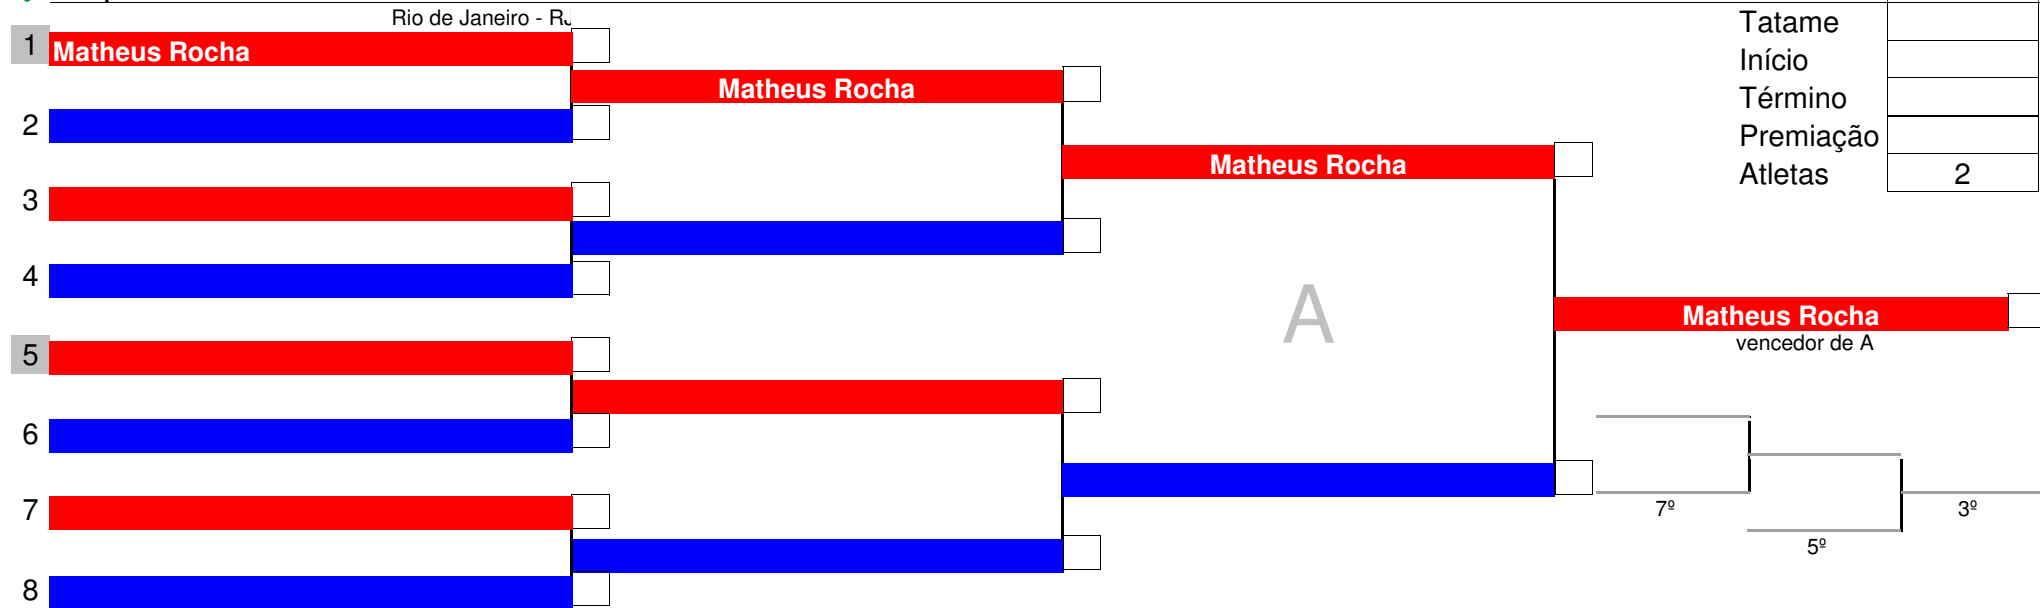 Rio de Janeiro - RJ
Tatame
1 Matheus Rocha
Início
Matheus Rocha
Término
2
Premiação
Matheus Rocha
Atletas 2
3
4
A
Matheus Rocha
vencedor de A
5
6
7
7º
3º
5º
8